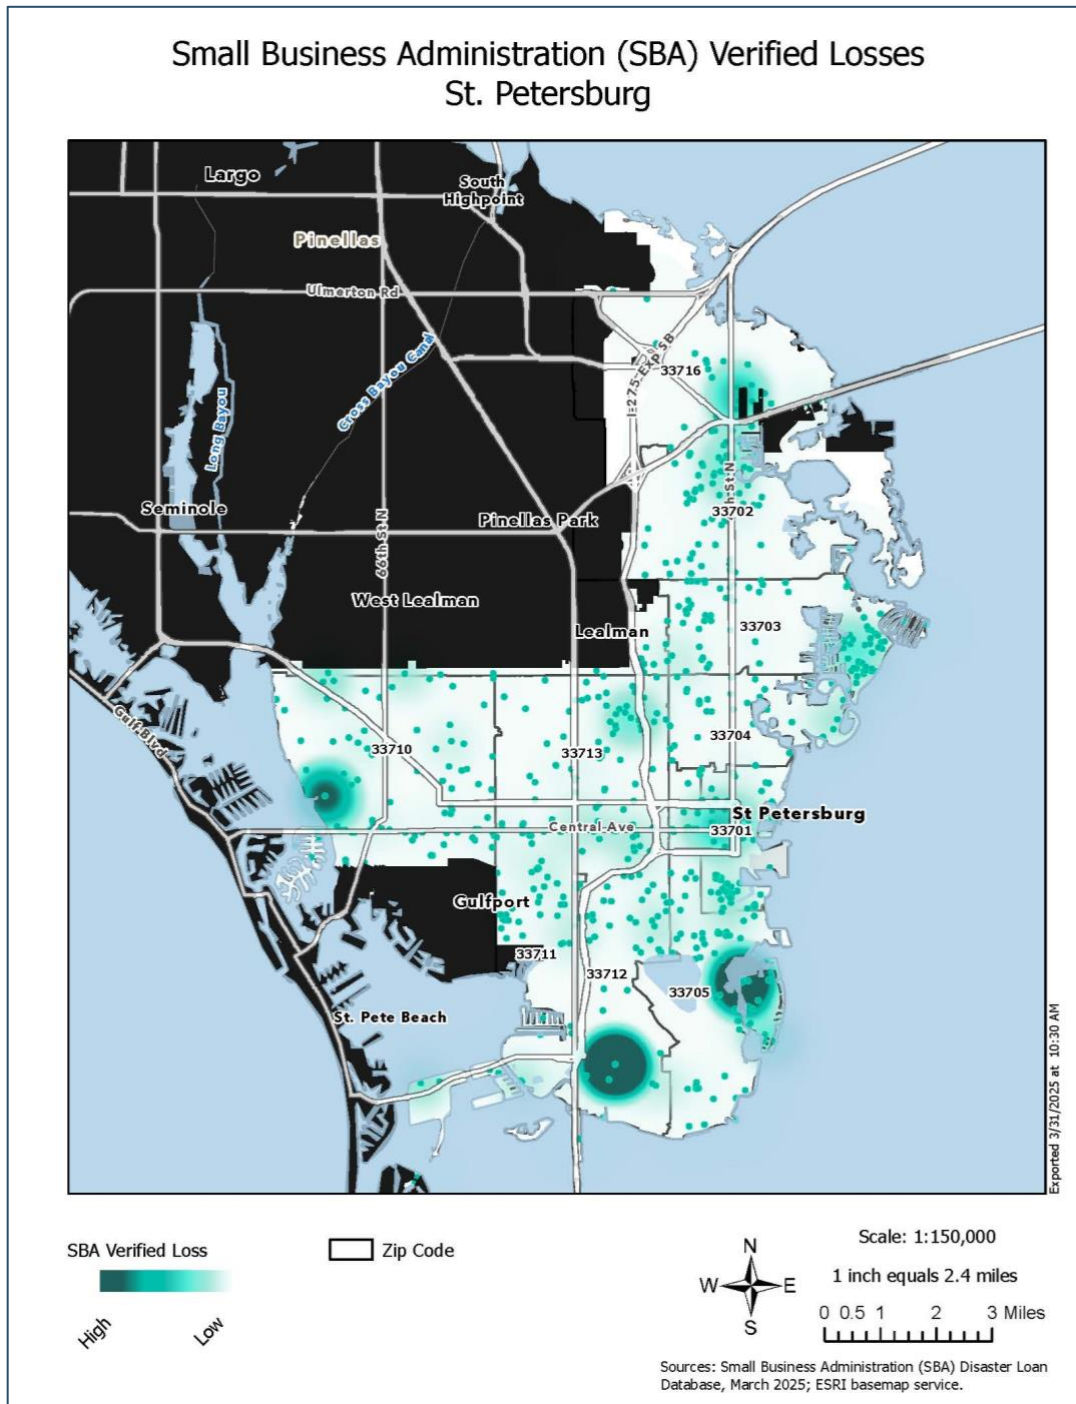 Small Business Administration (SBA) Verified Losses
St. Petersburg
Largo
South
Highpoint
Pinellas
Ulmerton Rd
I-275 Exp SB
33716
Cross Bayou Canal
Long Bayou
Seminole
66th St N
Pinellas Park
h St N
33702
West Lealman
Lealman
33703
Gulf Blvd
33710
33713
33704
St Petersburg
Central Ave
33701
Gulfport
33711
33712
33705
St. Pete Beach
Exported 3/31/2025 at 10:30 AM
SBA Verified Loss
High
Low
Zip Code
N
W
E
S
Scale: 1:150,000
1 inch equals 2.4 miles
0 0.5 1 2 3 Miles
Sources: Small Business Administration (SBA) Disaster Loan
Database, March 2025; ESRI basemap service.